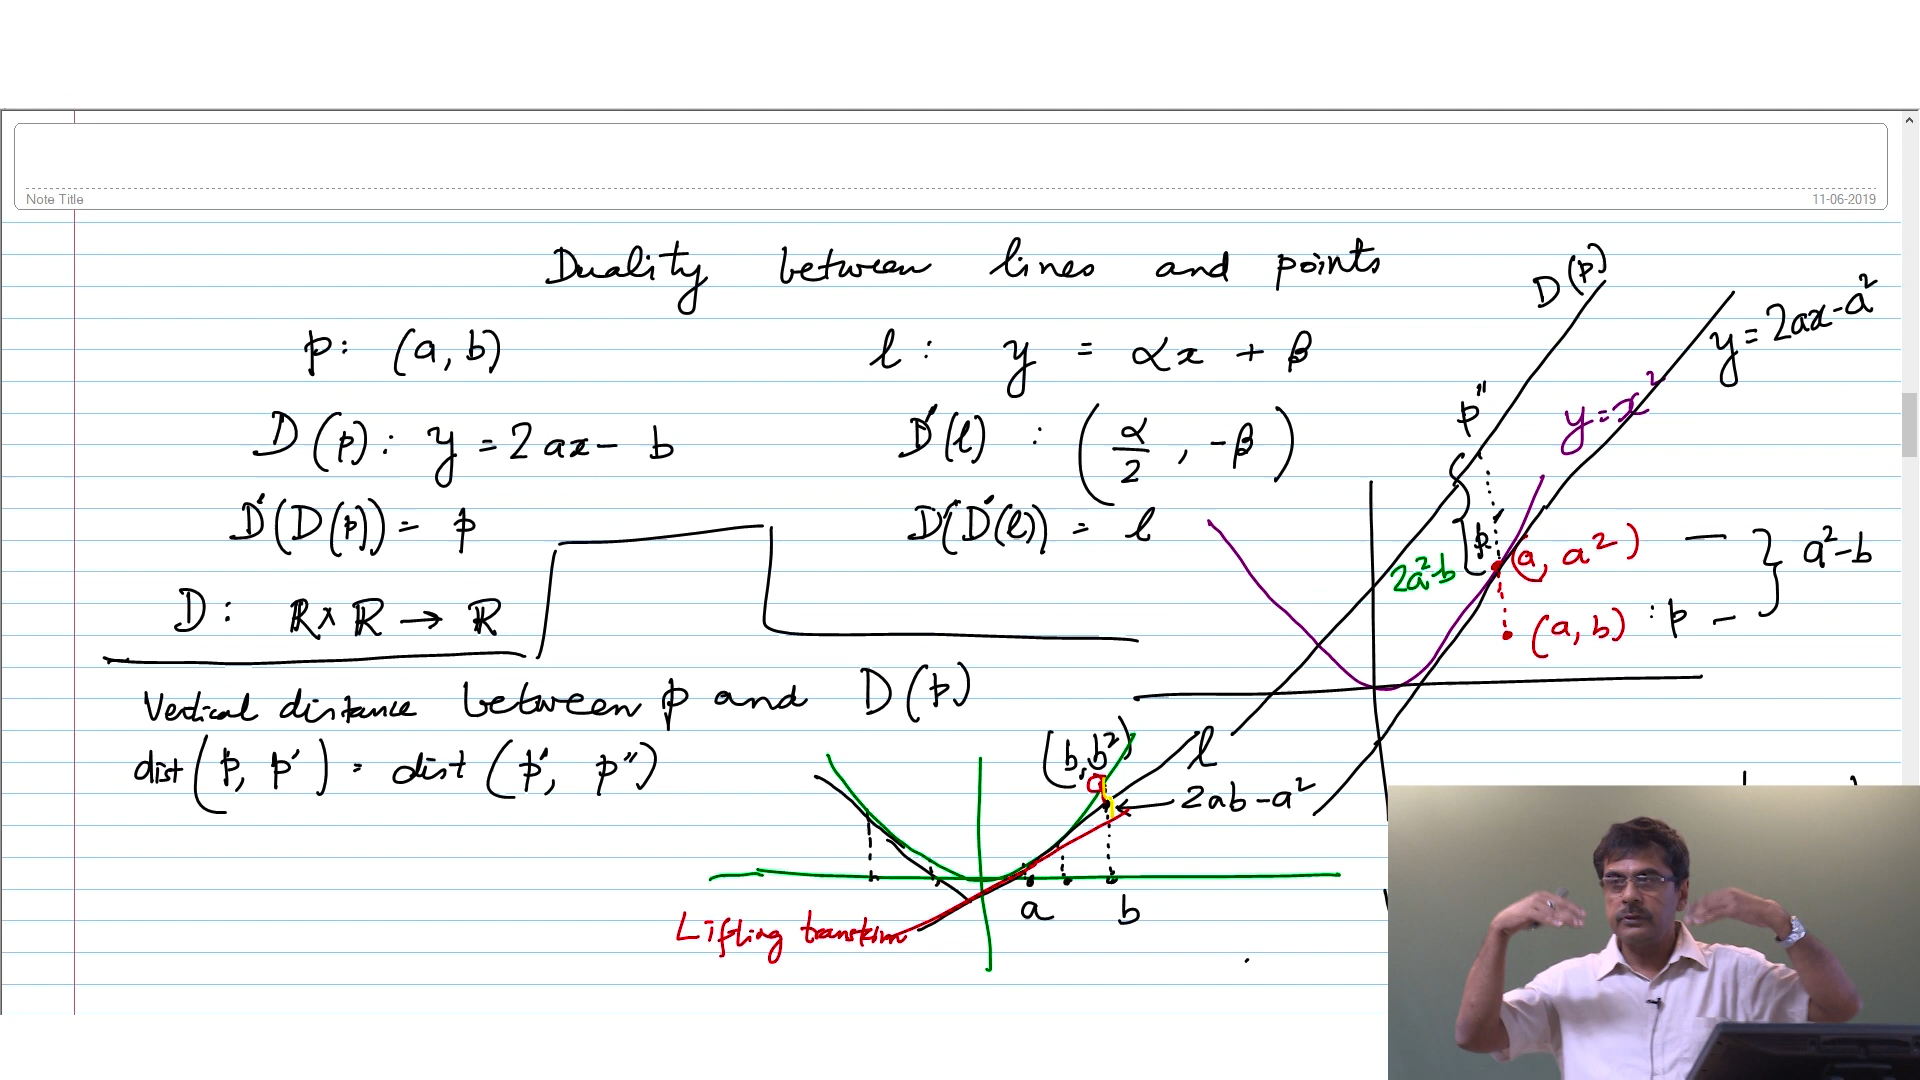 Note Title
11-06-2019
Duality between lines and points
p: (a, b)
l: y = αx + β
D(p): y = 2ax - b
D'(l) : (α/2, -β)
D'(D(p)) = p
D(D'(l)) = l
D: ℝ × ℝ → ℝ
Vertical distance between p and D(p)
dist(p, p') = dist(p', p'')
D(p)
y = 2ax - a²
p''
y = x²
2a² - b
(a, a²)
a² - b
(a, b) : p
(b, b²)
l
2ab - a²
a
b
Lifting transform